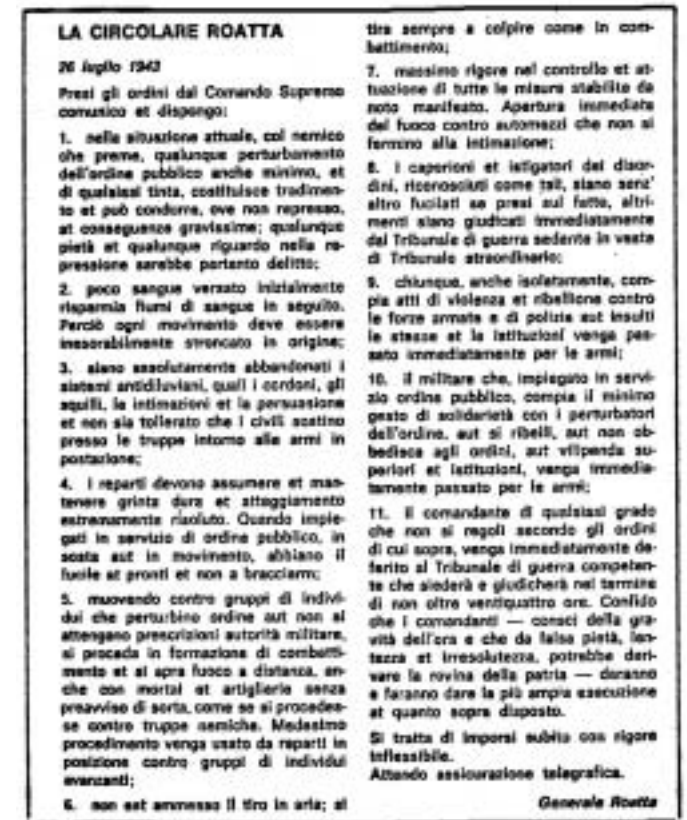 LA CIRCOLARE ROATTA
26 luglio 1943
Presi gli ordini dal Comando Supremo
comunico et dispongo:
1. nella situazione attuale, col nemico
che preme, qualunque perturbamento
dell'ordine pubblico anche minimo, et
di qualsiasi tinta, costituisce tradimen-
to et può condurre, ove non represso,
at conseguenze gravissime; qualunque
pietà et qualunque riguardo nella re-
pressione sarebbe pertanto delitto;
2. poco sangue versato inizialmente
risparmia fiumi di sangue in seguito.
Perciò ogni movimento deve essere
inesorabilmente stroncato in origine;
3. siano assolutamente abbandonati i
sistemi antidiluviani, quali i cordoni, gli
squilli, le intimazioni et la persuasione
et non sia tollerato che i civili sostino
presso le truppe intorno alle armi in
postazione;
4. i reparti devono assumere et man-
tenere grinta dura et atteggiamento
estremamente risoluto. Quando impie-
gati in servizio di ordine pubblico, in
sosta aut in movimento, abbiano il
fucile at pronti et non a bracciarm;
5. muovendo contro gruppi di indivi-
dui che perturbino ordine aut non si
attengano prescrizioni autorità militare,
si proceda in formazione di combatti-
mento et si apra fuoco a distanza, an-
che con mortai et artiglierie senza
preavviso di sorta, come se si procedes-
se contro truppe nemiche. Medesimo
procedimento venga usato da reparti in
posizione contro gruppi di individui
avanzanti;
6. non est ammesso il tiro in aria; si
tira sempre a colpire come in com-
battimento;
7. massimo rigore nel controllo et at-
tuazione di tutte le misure stabilite da
noto manifesto. Apertura immediata
del fuoco contro automezzi che non si
fermino alla intimazione;
8. i caporioni et istigatori dei disor-
dini, riconosciuti come tali, siano senz'
altro fucilati se presi sul fatto, altri-
menti siano giudicati immediatamente
dal Tribunale di guerra sedente in veste
di Tribunale straordinario;
9. chiunque, anche isolatamente, com-
pia atti di violenza et ribellione contro
le forze armate e di polizia aut insulti
le stesse et le istituzioni venga pas-
sato immediatamente per le armi;
10. il militare che, impiegato in servi-
zio ordine pubblico, compia il minimo
gesto di solidarietà con i perturbatori
dell'ordine, aut si ribelli, aut non ob-
bedisca agli ordini, aut vilipenda su-
periori et istituzioni, venga immedia-
tamente passato per le armi;
11. il comandante di qualsiasi grado
che non si regoli secondo gli ordini
di cui sopra, venga immediatamente de-
ferito al Tribunale di guerra competen-
te che siederà e giudicherà nel termine
di non oltre ventiquattro ore. Confido
che i comandanti — consci della gra-
vità dell'ora e che da falsa pietà, len-
tezza et irresolutezza, potrebbe deri-
vare la rovina della patria — daranno
e faranno dare la più ampia esecuzione
at quanto sopra disposto.
Si tratta di imporsi subito con rigore
inflessibile.
Attendo assicurazione telegrafica.
Generale Roatta